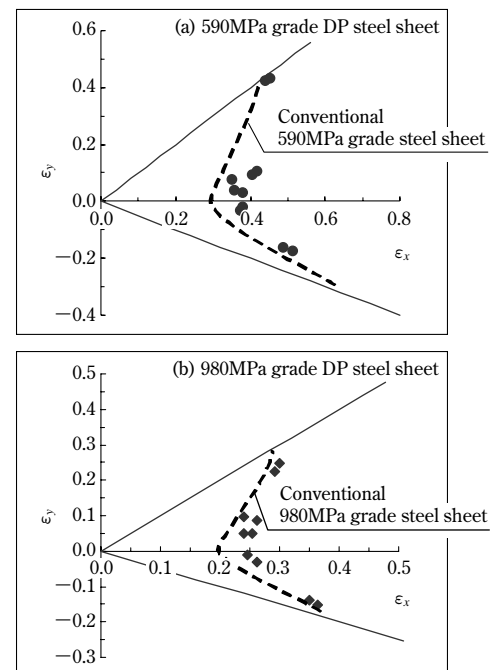 (a) 590MPa grade DP steel sheet
0.6
0.4
0.2
0.0
−0.2
−0.4
εy
Conventional
590MPa grade steel sheet
0.0 0.2 0.4 0.6 0.8
εx
(b) 980MPa grade DP steel sheet
0.5
0.4
0.3
0.2
0.1
0.0
−0.1
−0.2
−0.3
εy
Conventional
980MPa grade steel sheet
0.0 0.1 0.2 0.3 0.4 0.5
εx